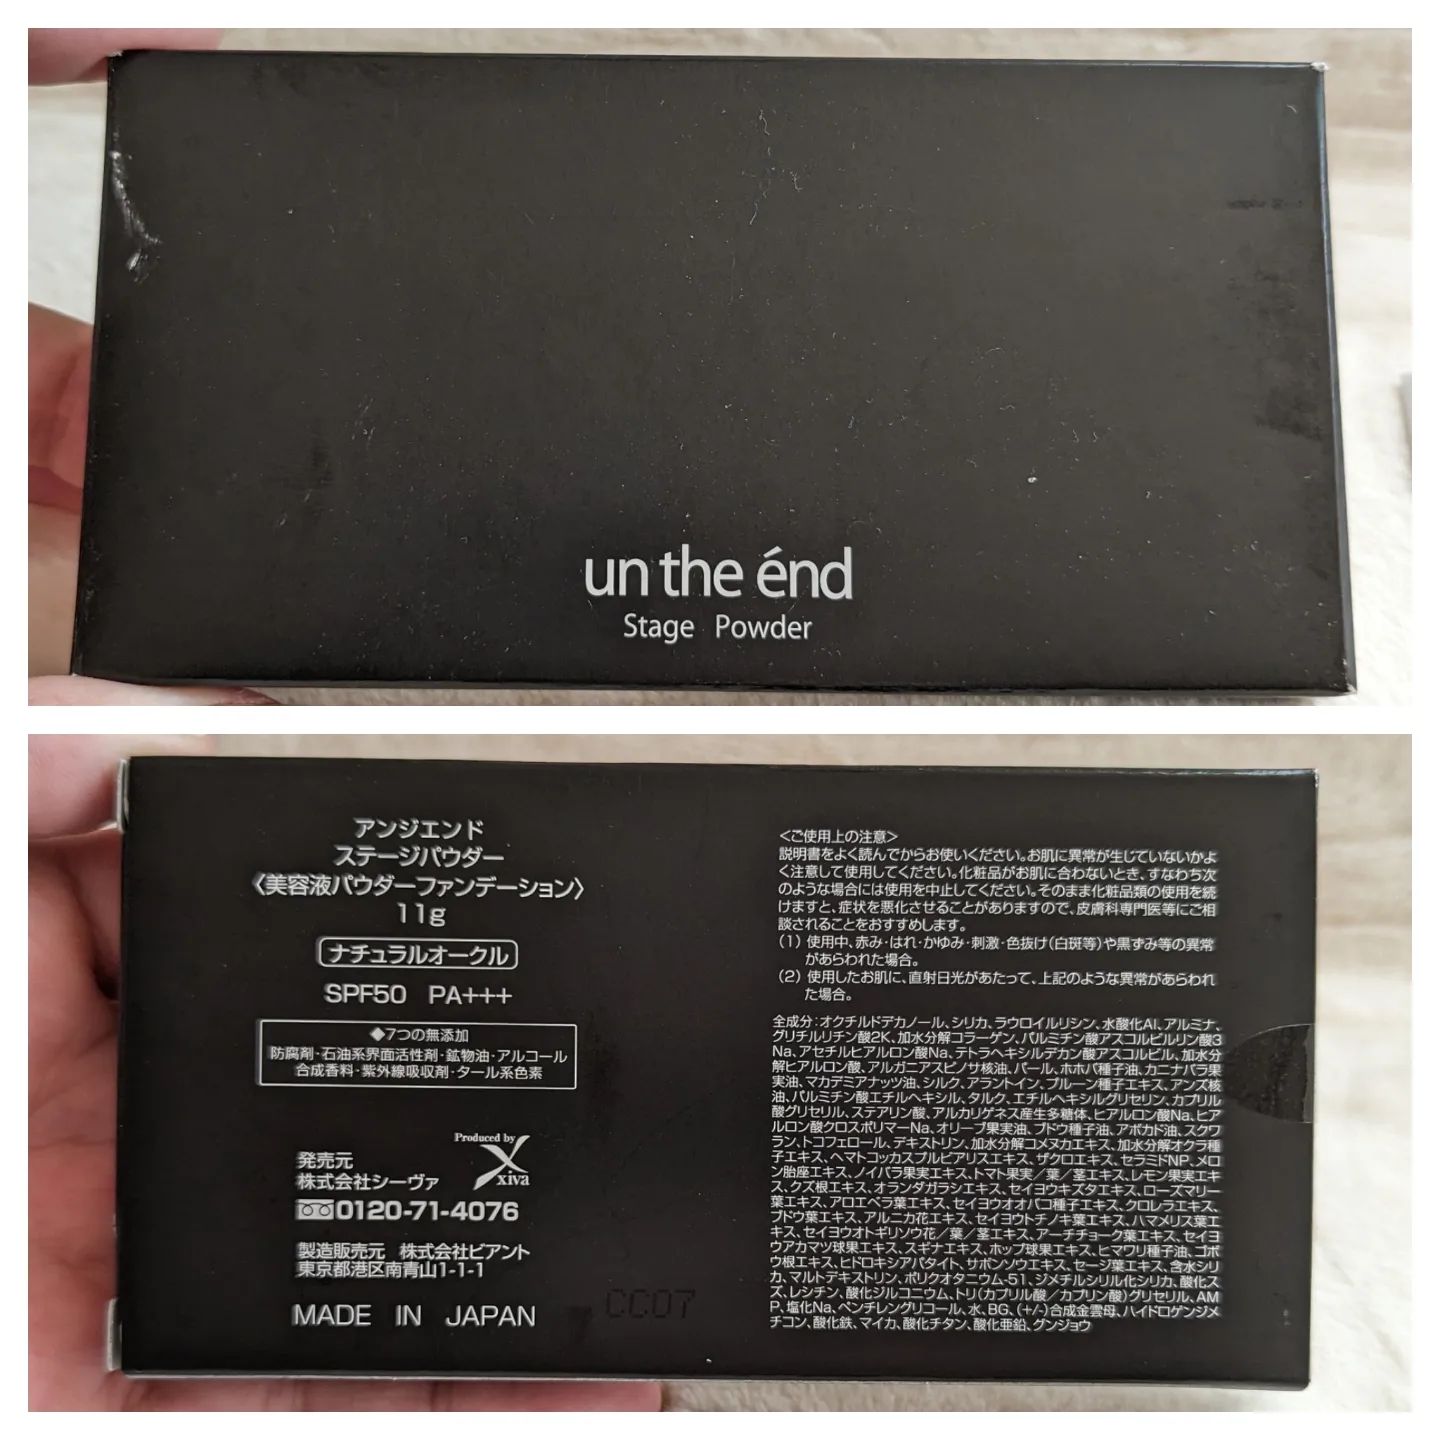 un the énd
Stage Powder
アンジエンド
ステージパウダー
〈美容液パウダーファンデーション〉
11g
ナチュラルオークル
SPF50 PA+++
◆7つの無添加
防腐剤・石油系界面活性剤・鉱物油・アルコール
合成香料・紫外線吸収剤・タール系色素
Produced by
xiva
発売元
株式会社シーヴァ
0120-71-4076
製造販売元 株式会社ビアント
東京都港区南青山1-1-1
MADE IN JAPAN
CC07
<ご使用上の注意>
説明書をよく読んでからお使いください。お肌に異常が生じていないかよ
く注意して使用してください。化粧品がお肌に合わないとき、すなわち次
のような場合には使用を中止してください。そのまま化粧品類の使用を続
けますと、症状を悪化させることがありますので、皮膚科専門医等にご相
談されることをおすすめします。
(1) 使用中、赤み・はれ・かゆみ・刺激・色抜け(白斑等)や黒ずみ等の異常
があらわれた場合。
(2) 使用したお肌に、直射日光があたって、上記のような異常があらわれ
た場合。
全成分:オクチルドデカノール、シリカ、ラウロイルリシン、水酸化Al、アルミナ、
グリチルリチン酸2K、加水分解コラーゲン、パルミチン酸アスコルビルリン酸3
Na、アセチルヒアルロン酸Na、テトラヘキシルデカン酸アスコルビル、加水分
解ヒアルロン酸、アルガニアスピノサ核油、パール、ホホバ種子油、カニナバラ果
実油、マカデミアナッツ油、シルク、アラントイン、プルーン種子エキス、アンズ核
油、パルミチン酸エチルヘキシル、タルク、エチルヘキシルグリセリン、カプリル
酸グリセリル、ステアリン酸、アルカリゲネス産生多糖体、ヒアルロン酸Na、ヒア
ルロン酸クロスポリマーNa、オリーブ果実油、ブドウ種子油、アボカド油、スクワ
ラン、トコフェロール、デキストリン、加水分解コメヌカエキス、加水分解オクラ種
子エキス、ヘマトコッカスプルビアリスエキス、ザクロエキス、セラミドNP、メロ
ン胎座エキス、ノイバラ果実エキス、トマト果実／葉／茎エキス、レモン果実エキ
ス、クズ根エキス、オランダガラシエキス、セイヨウキズタエキス、ローズマリー
葉エキス、アロエベラ葉エキス、セイヨウオオバコ種子エキス、クロレラエキス、
ブドウ葉エキス、アルニカ花エキス、セイヨウトチノキ葉エキス、ハマメリス葉エ
キス、セイヨウオトギリソウ花／葉／茎エキス、アーチチョーク葉エキス、セイヨ
ウアカマツ球果エキス、スギナエキス、ホップ球果エキス、ヒマワリ種子油、ゴボ
ウ根エキス、ヒドロキシアパタイト、サボンソウエキス、セージ葉エキス、含水シリ
カ、マルトデキストリン、ポリクオタニウム-51、ジメチルシリル化シリカ、酸化ス
ズ、レシチン、酸化ジルコニウム、トリ(カプリル酸／カプリン酸)グリセリル、AM
P、塩化Na、ペンチレングリコール、水、BG、(+/-)合成金雲母、ハイドロゲンジメ
チコン、酸化鉄、マイカ、酸化チタン、酸化亜鉛、グンジョウ